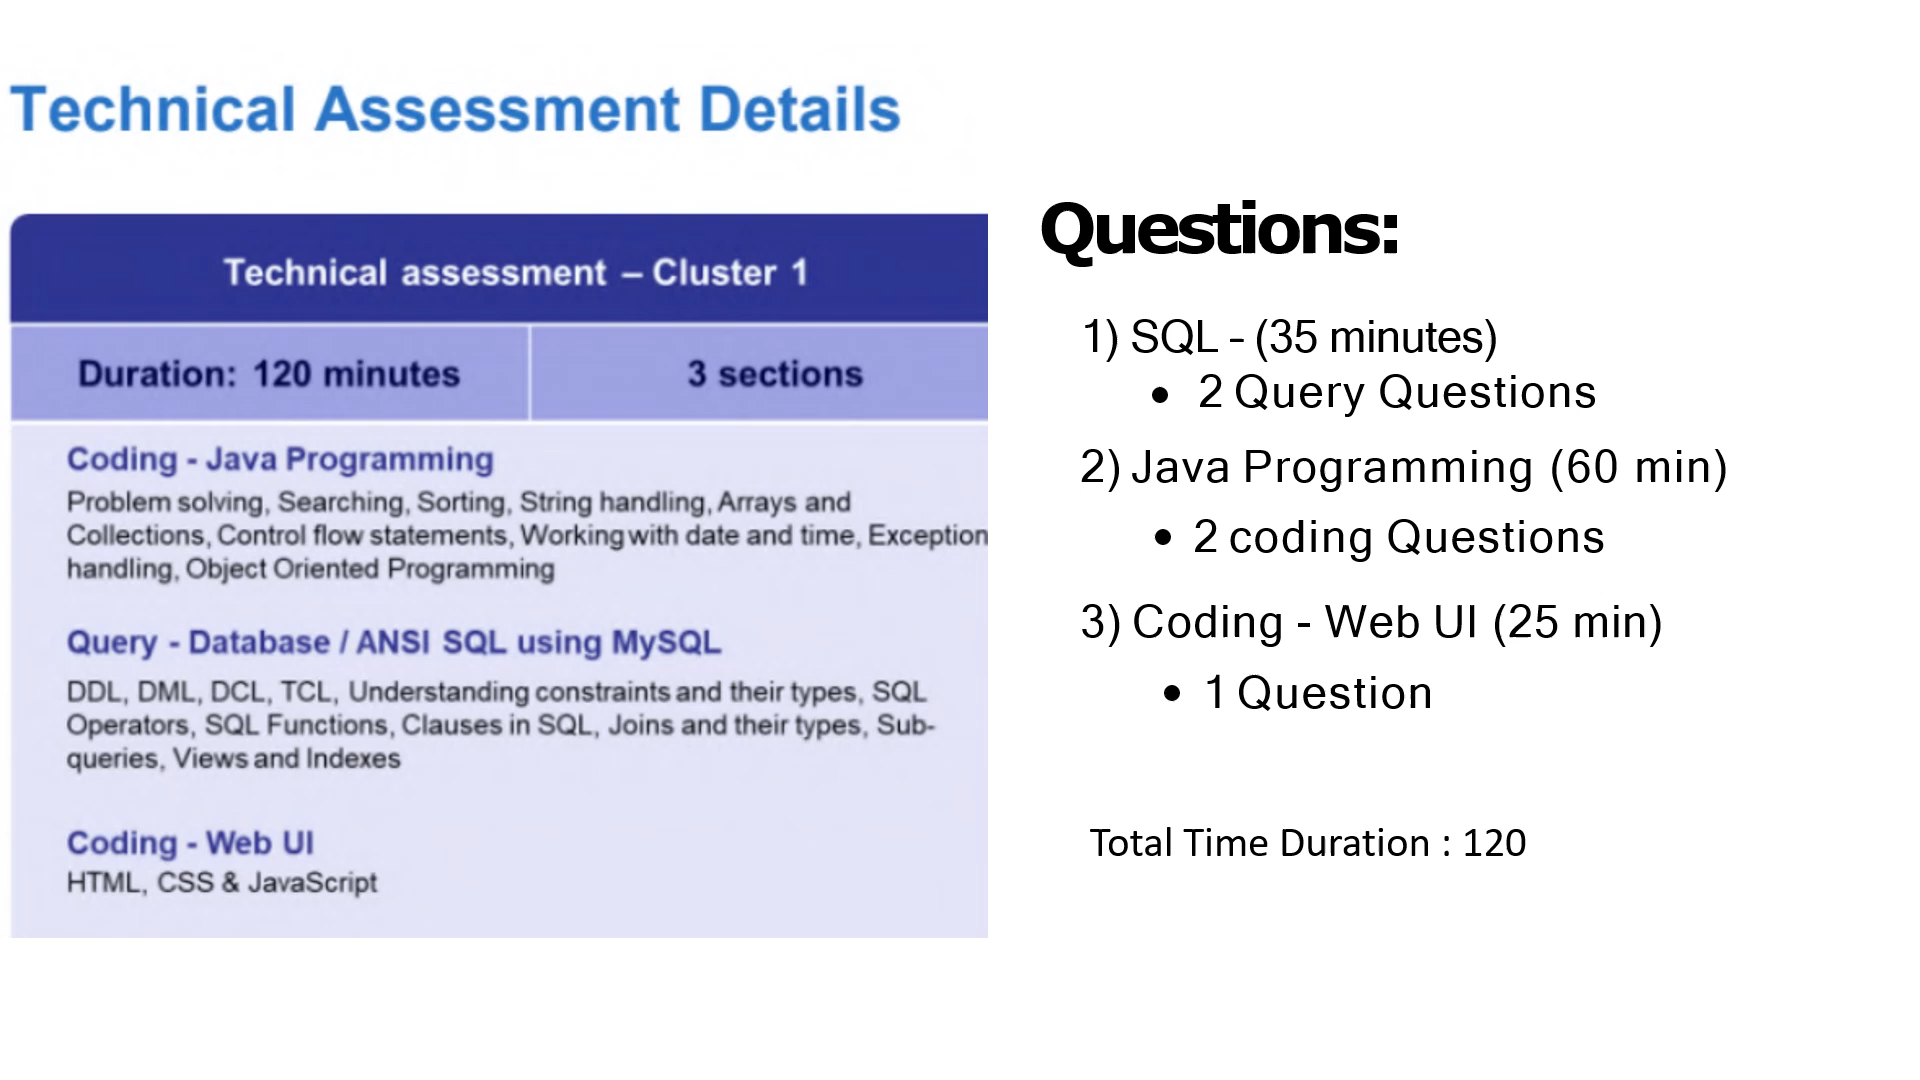 Technical Assessment Details
Technical assessment – Cluster 1
Duration: 120 minutes
3 sections
Coding - Java Programming
Problem solving, Searching, Sorting, String handling, Arrays and
Collections, Control flow statements, Working with date and time, Exception
handling, Object Oriented Programming
Query - Database / ANSI SQL using MySQL
DDL, DML, DCL, TCL, Understanding constraints and their types, SQL
Operators, SQL Functions, Clauses in SQL, Joins and their types, Sub-
queries, Views and Indexes
Coding - Web UI
HTML, CSS & JavaScript
Questions:
1) SQL - (35 minutes)
• 2 Query Questions
2) Java Programming (60 min)
• 2 coding Questions
3) Coding - Web UI (25 min)
• 1 Question
Total Time Duration : 120